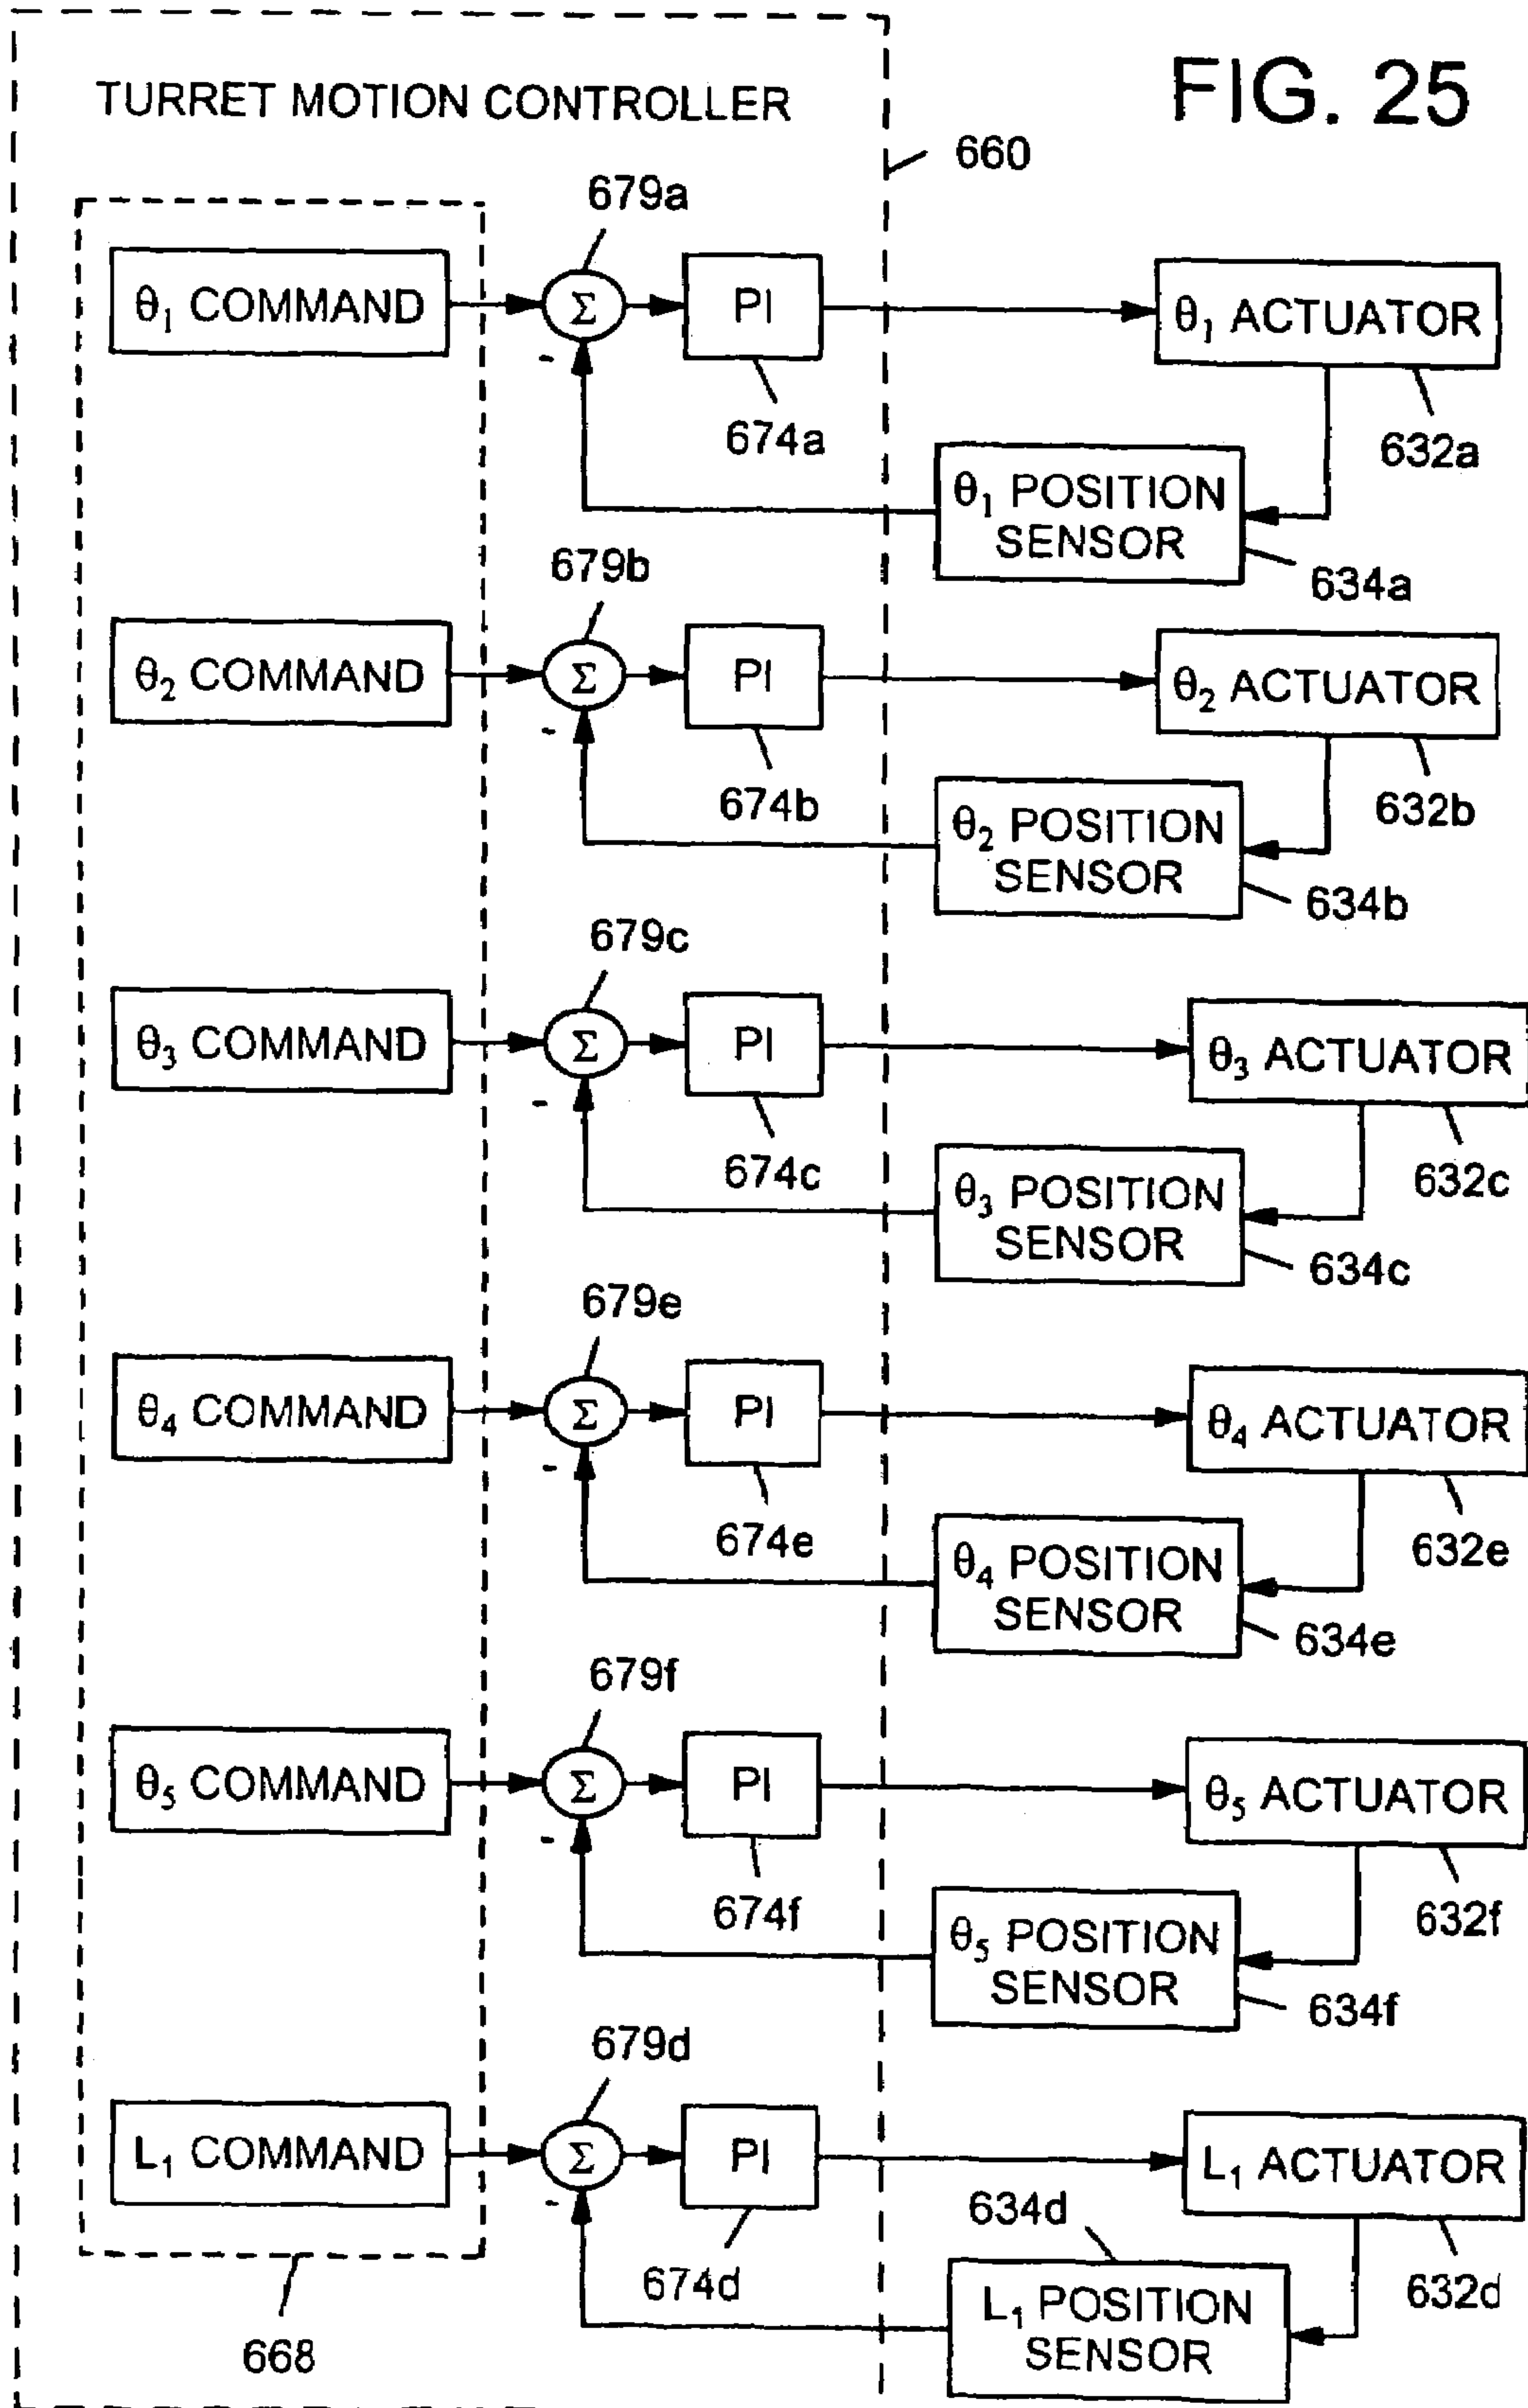 FIG. 25
TURRET MOTION CONTROLLER
660
679a
θ₁ COMMAND
Σ
PI
θ₁ ACTUATOR
-
674a
632a
θ₁ POSITION
SENSOR
634a
679b
θ₂ COMMAND
Σ
PI
θ₂ ACTUATOR
-
674b
632b
θ₂ POSITION
SENSOR
634b
679c
θ₃ COMMAND
Σ
PI
θ₃ ACTUATOR
-
674c
632c
θ₃ POSITION
SENSOR
634c
679e
θ₄ COMMAND
Σ
PI
θ₄ ACTUATOR
-
674e
632e
θ₄ POSITION
SENSOR
634e
679f
θ₅ COMMAND
Σ
PI
θ₅ ACTUATOR
-
674f
632f
θ₅ POSITION
SENSOR
634f
679d
L₁ COMMAND
Σ
PI
L₁ ACTUATOR
-
634d
674d
632d
L₁ POSITION
SENSOR
668